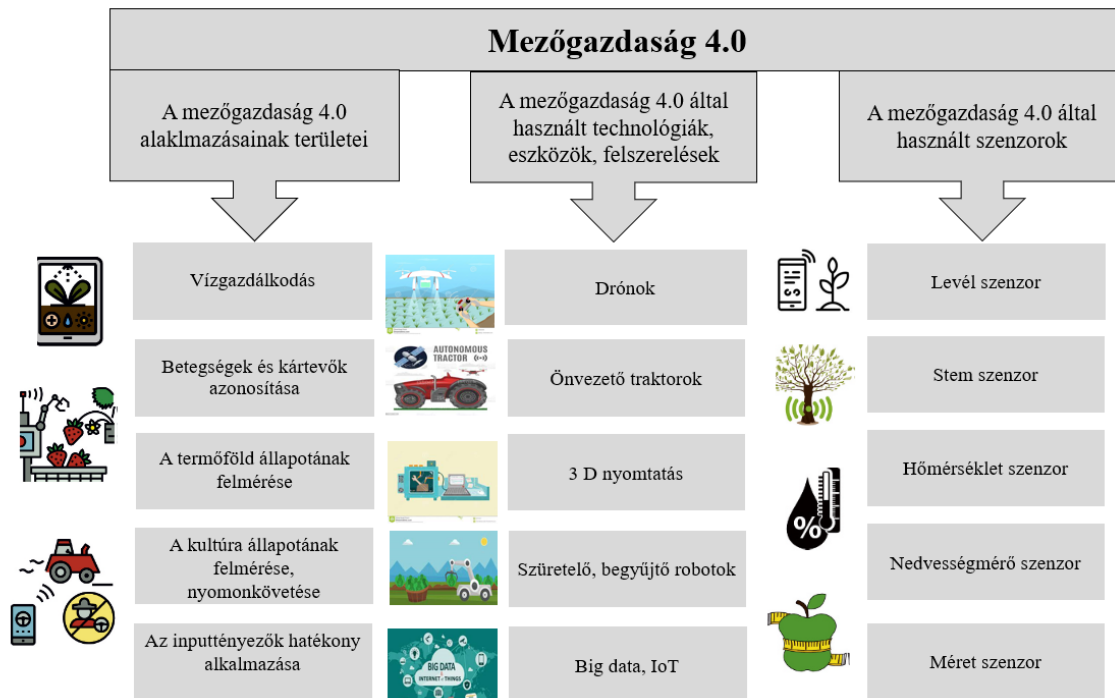 Mezőgazdaság 4.0
A mezőgazdaság 4.0
alaklmazásainak területei
A mezőgazdaság 4.0 által
használt technológiák,
eszközök, felszerelések
A mezőgazdaság 4.0 által
használt szenzorok
Vízgazdálkodás
Betegségek és kártevők
azonosítása
A termőföld állapotának
felmérése
A kultúra állapotának
felmérése,
nyomonkövetése
Az inputtényezők hatékony
alkalmazása
Drónok
AUTONOMOUS
TRACTOR
Önvezető traktorok
3 D nyomtatás
Szüretelő, begyűjtő robotok
BIG DATA
INTERNET of THINGS
Big data, IoT
Levél szenzor
Stem szenzor
Hőmérséklet szenzor
%
Nedvességmérő szenzor
Méret szenzor